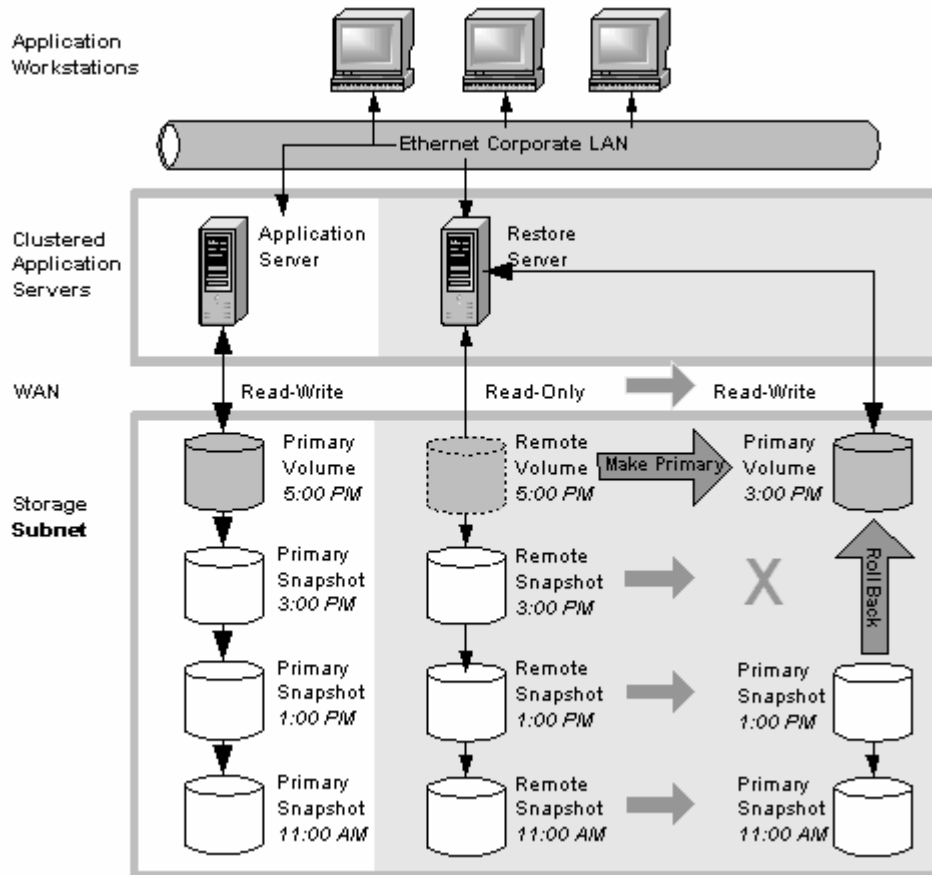 Application
Workstations
Ethernet Corporate LAN
Clustered
Application
Servers
Application
Server
Restore
Server
WAN
Read-Write
Read-Only
Read-Write
Storage
Subnet
Primary
Volume
5:00 PM
Remote
Volume
5:00 PM
Make Primary
Primary
Volume
3:00 PM
Primary
Snapshot
3:00 PM
Remote
Snapshot
3:00 PM
X
Roll Back
Primary
Snapshot
1:00 PM
Remote
Snapshot
1:00 PM
Primary
Snapshot
1:00 PM
Primary
Snapshot
11:00 AM
Remote
Snapshot
11:00 AM
Primary
Snapshot
11:00 AM